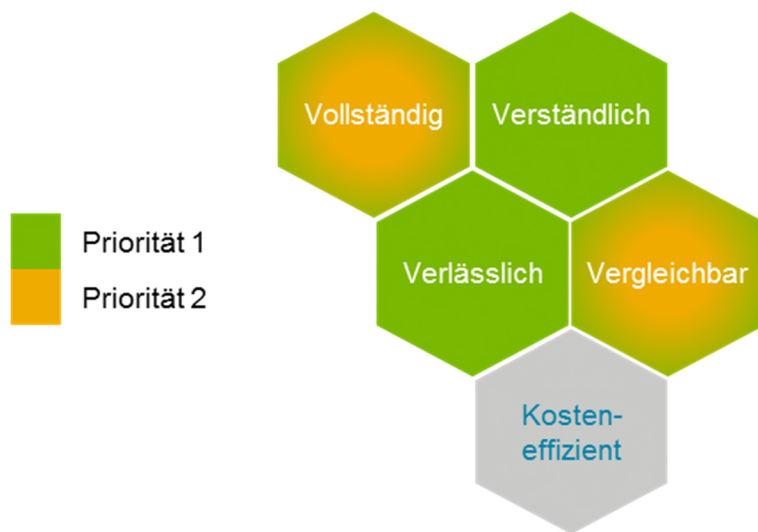 Vollständig
Verständlich
Priorität 1
Verlässlich
Vergleichbar
Priorität 2
Kosten-
effizient